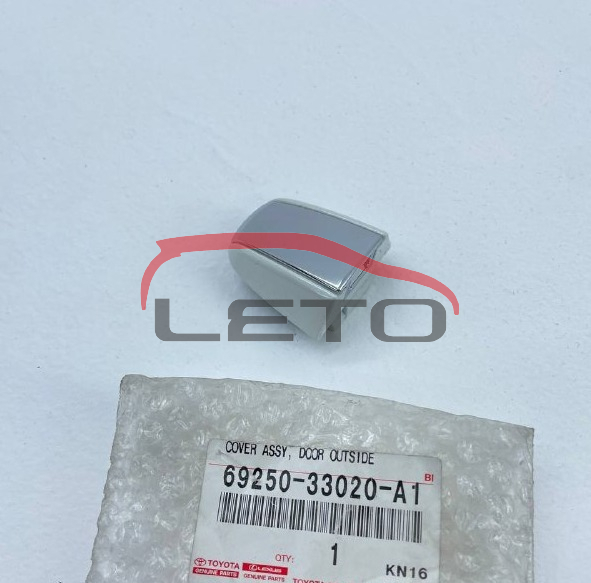 LETO
COVER ASSY, DOOR OUTSIDE
BI
69250-33020-A1
QTY: 1 KN16
TOYOTA LEXUS
GENUINE PARTS GENUINE PARTS TOYOTA